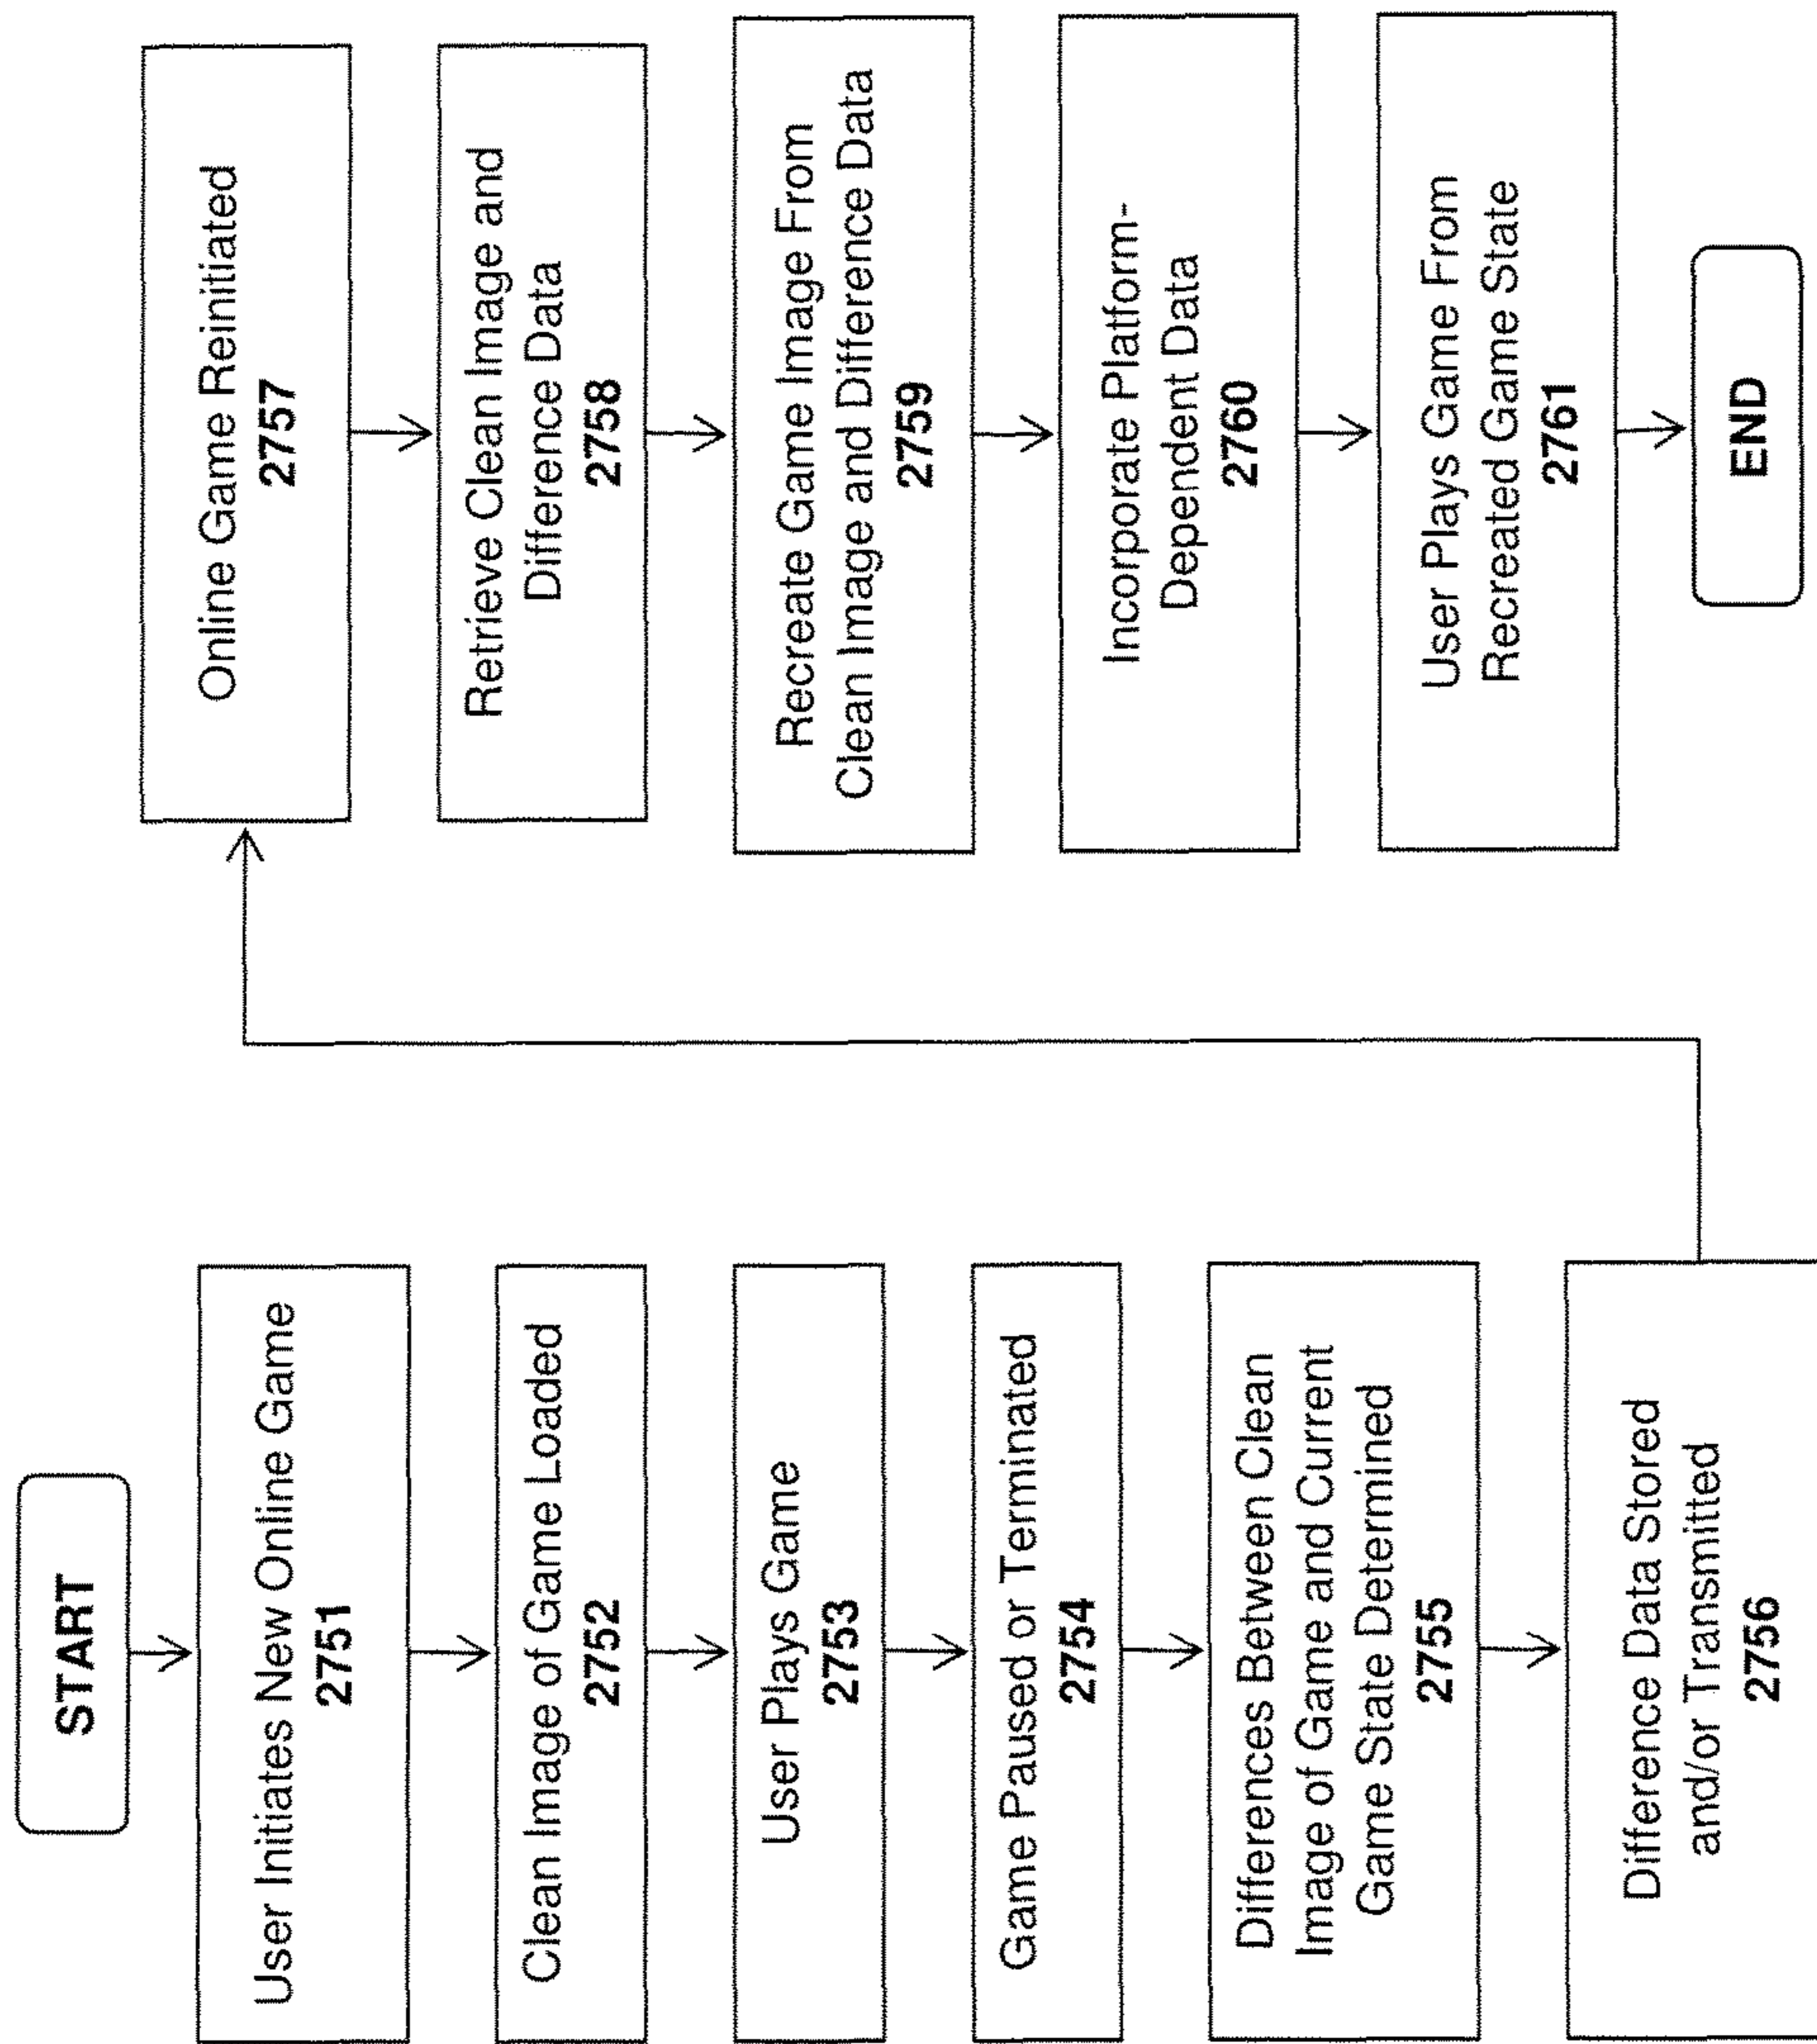 START
User Initiates New Online Game
2751
Clean Image of Game Loaded
2752
User Plays Game
2753
Game Paused or Terminated
2754
Differences Between Clean
Image of Game and Current
Game State Determined
2755
Difference Data Stored
and/or Transmitted
2756
Online Game Reinitiated
2757
Retrieve Clean Image and
Difference Data
2758
Recreate Game Image From
Clean Image and Difference Data
2759
Incorporate Platform-
Dependent Data
2760
User Plays Game From
Recreated Game State
2761
END